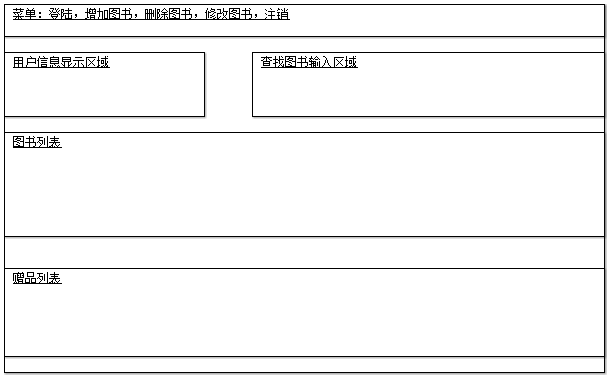 菜单：登陆，增加图书，删除图书，修改图书，注销
用户信息显示区域
查找图书输入区域
图书列表
赠品列表